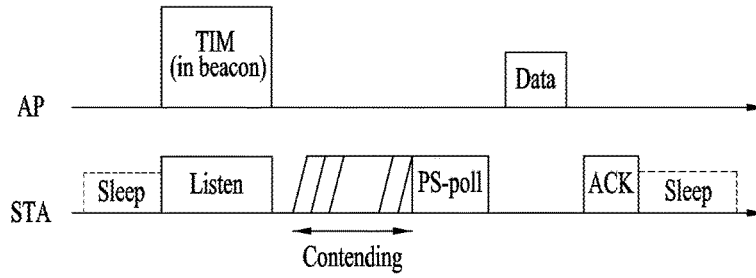 TIM
(in beacon)
Data
AP
Sleep
Listen
PS-poll
ACK
Sleep
STA
Contending